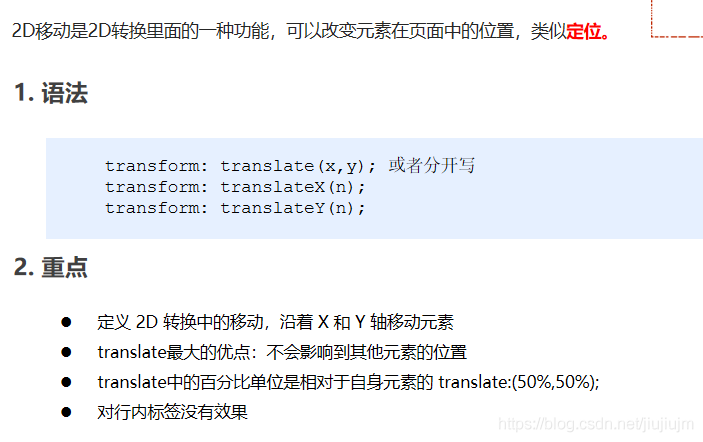 2D移动是2D转换里面的一种功能，可以改变元素在页面中的位置，类似定位。
1. 语法
transform: translate(x,y); 或者分开写
transform: translateX(n);
transform: translateY(n);
2. 重点
● 定义 2D 转换中的移动，沿着 X 和 Y 轴移动元素
● translate最大的优点：不会影响到其他元素的位置
● translate中的百分比单位是相对于自身元素的 translate:(50%,50%);
● 对行内标签没有效果
https://blog.csdn.net/jiujiujm